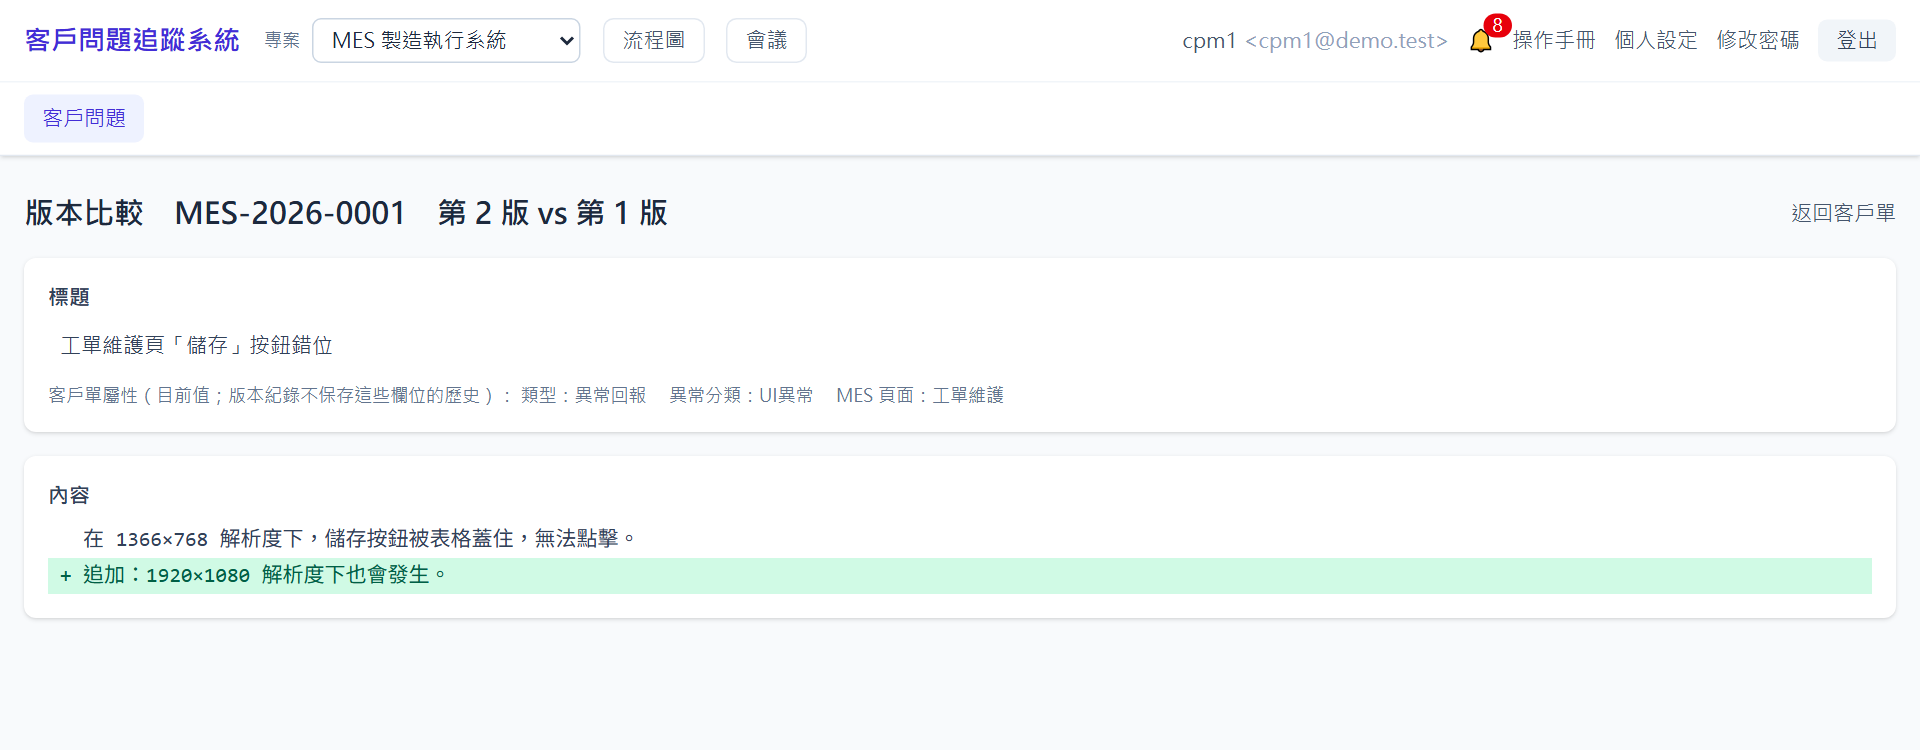 客戶問題追蹤系統 專案 MES 製造執行系統 流程圖 會議 cpm1 <cpm1@demo.test> 8 操作手冊 個人設定 修改密碼 登出
客戶問題
版本比較 MES-2026-0001 第 2 版 vs 第 1 版 返回客戶單
標題
工單維護頁「儲存」按鈕錯位
客戶單屬性（目前值；版本紀錄不保存這些欄位的歷史）： 類型：異常回報 異常分類：UI異常 MES 頁面：工單維護
內容
在 1366×768 解析度下，儲存按鈕被表格蓋住，無法點擊。
+ 追加：1920×1080 解析度下也會發生。